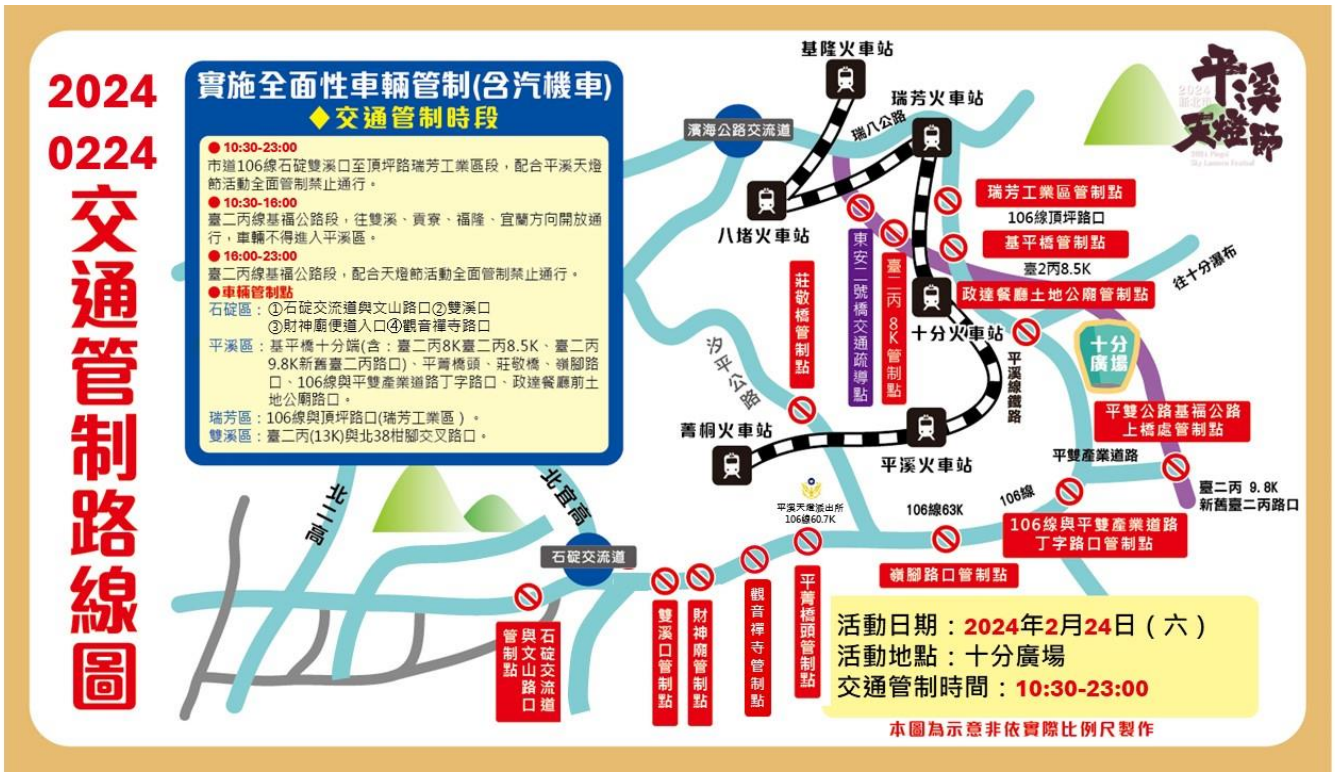 2024
0224
交通管制路線圖
實施全面性車輛管制(含汽機車)
◆交通管制時段
●10:30-23:00
市道106線石碇雙溪口至頂坪路瑞芳工業區段，配合平溪天燈
節活動全面管制禁止通行。
●10:30-16:00
臺二丙線基福公路段，往雙溪、貢寮、福隆、宜蘭方向開放通
行，車輛不得進入平溪區。
●16:00-23:00
臺二丙線基福公路段，配合天燈節活動全面管制禁止通行。
●車輛管制點
石碇區：①石碇交流道與文山路口②雙溪口
③財神廟便道入口④觀音禪寺路口
平溪區：基平橋十分端(含：臺二丙8K臺二丙8.5K、臺二丙
9.8K新舊臺二丙路口)、平菁橋頭、莊敬橋、嶺腳路
口、106線與平雙產業道路丁字路口、政達餐廳前土
地公廟路口。
瑞芳區：106線與頂坪路口(瑞芳工業區)。
雙溪區：臺二丙(13K)與北38柑腳交叉路口。
基隆火車站
瑞芳火車站
濱海公路交流道
瑞八公路
八堵火車站
平溪
天燈節
2024
新北市
2024 Pingxi
Sky Lantern Festival
瑞芳工業區管制點
106線頂坪路口
基平橋管制點
臺2丙8.5K
政達餐廳土地公廟管制點
往十分瀑布
十分火車站
東安二號橋交通疏導點
臺二丙 8K管制點
莊敬橋管制點
汐平公路
平溪線鐵路
十分
廣場
菁桐火車站
平溪火車站
平雙公路基福公路
上橋處管制點
平雙產業道路
臺二丙 9.8K
新舊臺二丙路口
106線
106線63K
平溪天燈派出所
106線60.7K
106線與平雙產業道路
丁字路口管制點
嶺腳路口管制點
北二高
北宜高
石碇交流道
石碇交流道
與文山路口
管制點
雙溪口管制點
財神廟管制點
觀音禪寺管制點
平菁橋頭管制點
活動日期：2024年2月24日（六）
活動地點：十分廣場
交通管制時間：10:30-23:00
本圖為示意非依實際比例尺製作